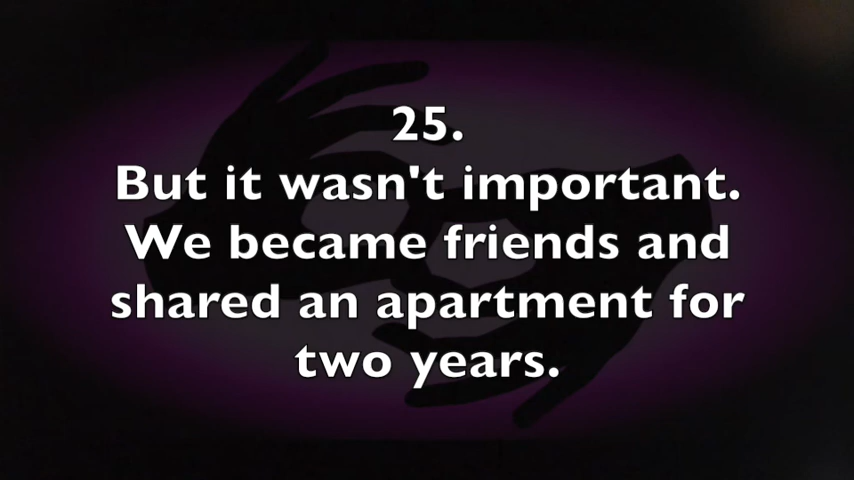 25.
But it wasn't important.
We became friends and
shared an apartment for
two years.